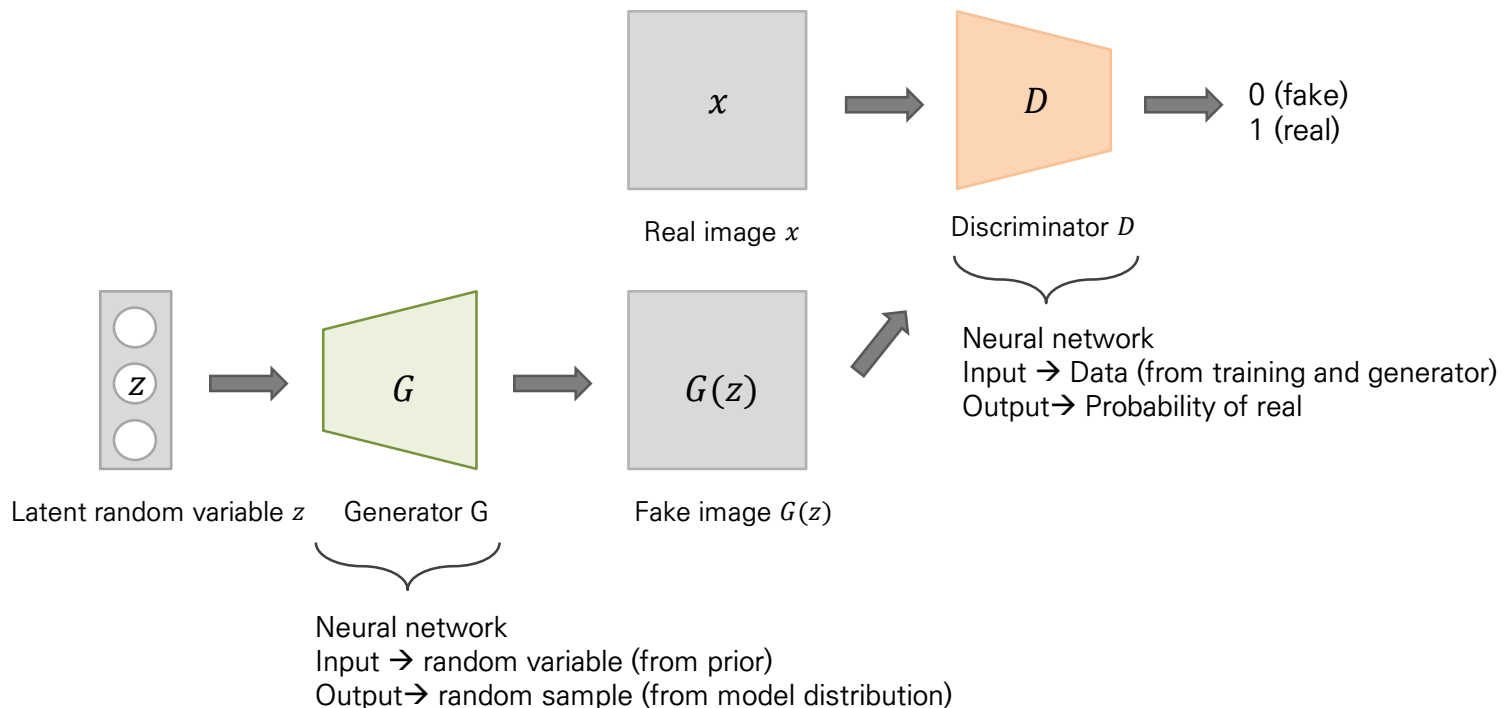 x
D
0 (fake)
1 (real)
Real image x
Discriminator D
Neural network
Input → Data (from training and generator)
Output→ Probability of real
z
G
G(z)
Latent random variable z
Generator G
Fake image G(z)
Neural network
Input → random variable (from prior)
Output→ random sample (from model distribution)